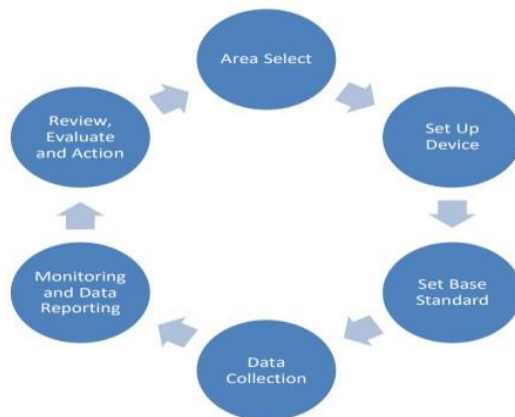 Area Select
Set Up
Device
Set Base
Standard
Data
Collection
Monitoring
and Data
Reporting
Review,
Evaluate
and Action